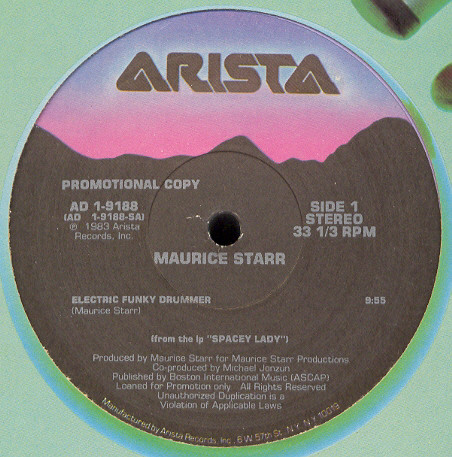 ARISTA
PROMOTIONAL COPY
AD 1-9188
(AD 1-9188-SA)
℗ 1983 Arista
Records, Inc.
SIDE 1
STEREO
33 1/3 RPM
MAURICE STARR
ELECTRIC FUNKY DRUMMER 9:55
(Maurice Starr)
(from the lp "SPACEY LADY")
Produced by Maurice Starr for Maurice Starr Productions
Co-produced by Michael Jonzun
Published by Boston International Music (ASCAP)
Loaned for Promotion only All Rights Reserved
Unauthorized Duplication is a
Violation of Applicable Laws
Manufactured by Arista Records, Inc., 6 W 57th St., N.Y. N.Y. 10019